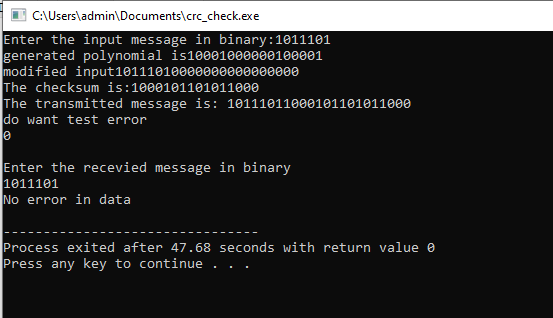 C:\Users\admin\Documents\crc_check.exe
Enter the input message in binary:1011101
generated polynomial is10001000000100001
modified input10111010000000000000000
The checksum is:1000101101011000
The transmitted message is: 10111011000101101011000
do want test error
0
Enter the recevied message in binary
1011101
No error in data
--------------------------------
Process exited after 47.68 seconds with return value 0
Press any key to continue . . .